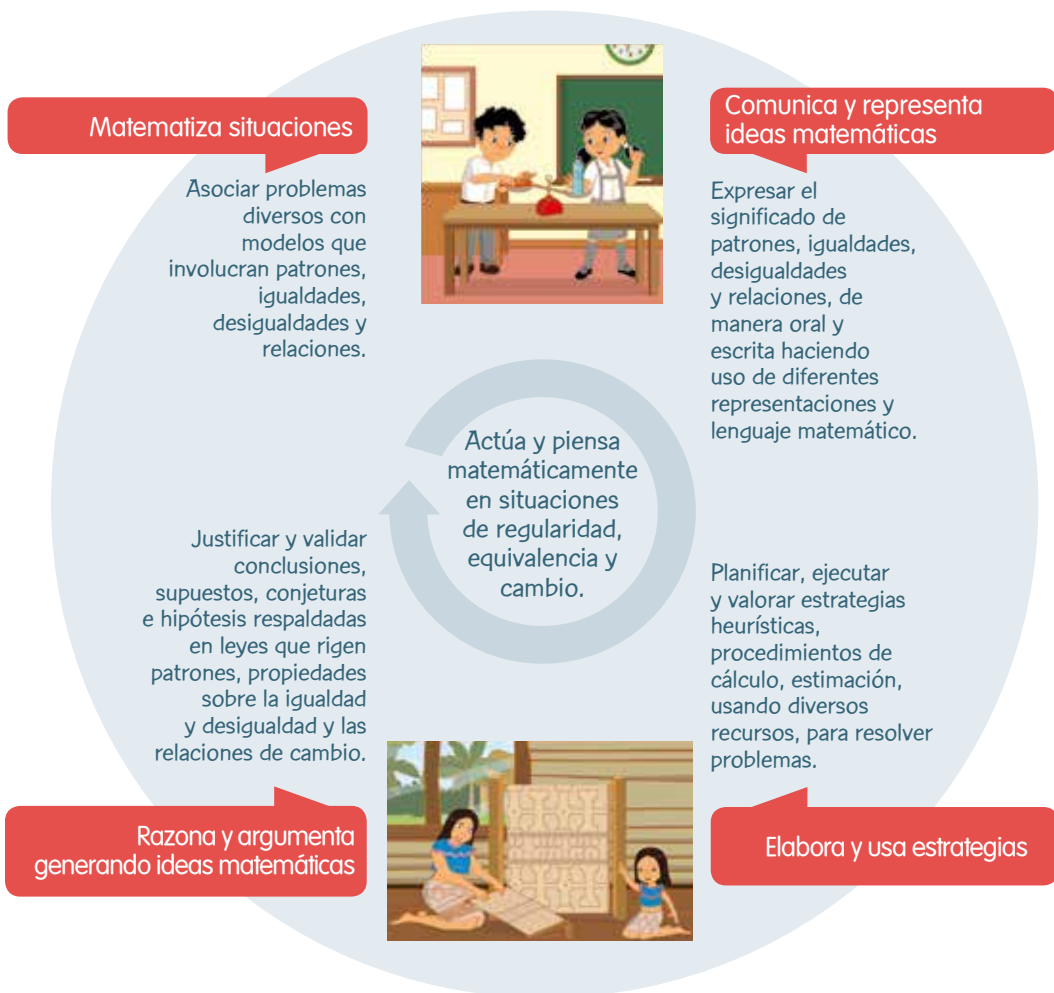 Matematiza situaciones
Asociar problemas
diversos con
modelos que
involucran patrones,
igualdades,
desigualdades y
relaciones.
Comunica y representa
ideas matemáticas
Expresar el
significado de
patrones, igualdades,
desigualdades
y relaciones, de
manera oral y
escrita haciendo
uso de diferentes
representaciones y
lenguaje matemático.
Actúa y piensa
matemáticamente
en situaciones
de regularidad,
equivalencia y
cambio.
Justificar y validar
conclusiones,
supuestos, conjeturas
e hipótesis respaldadas
en leyes que rigen
patrones, propiedades
sobre la igualdad
y desigualdad y las
relaciones de cambio.
Razona y argumenta
generando ideas matemáticas
Planificar, ejecutar
y valorar estrategias
heurísticas,
procedimientos de
cálculo, estimación,
usando diversos
recursos, para resolver
problemas.
Elabora y usa estrategias